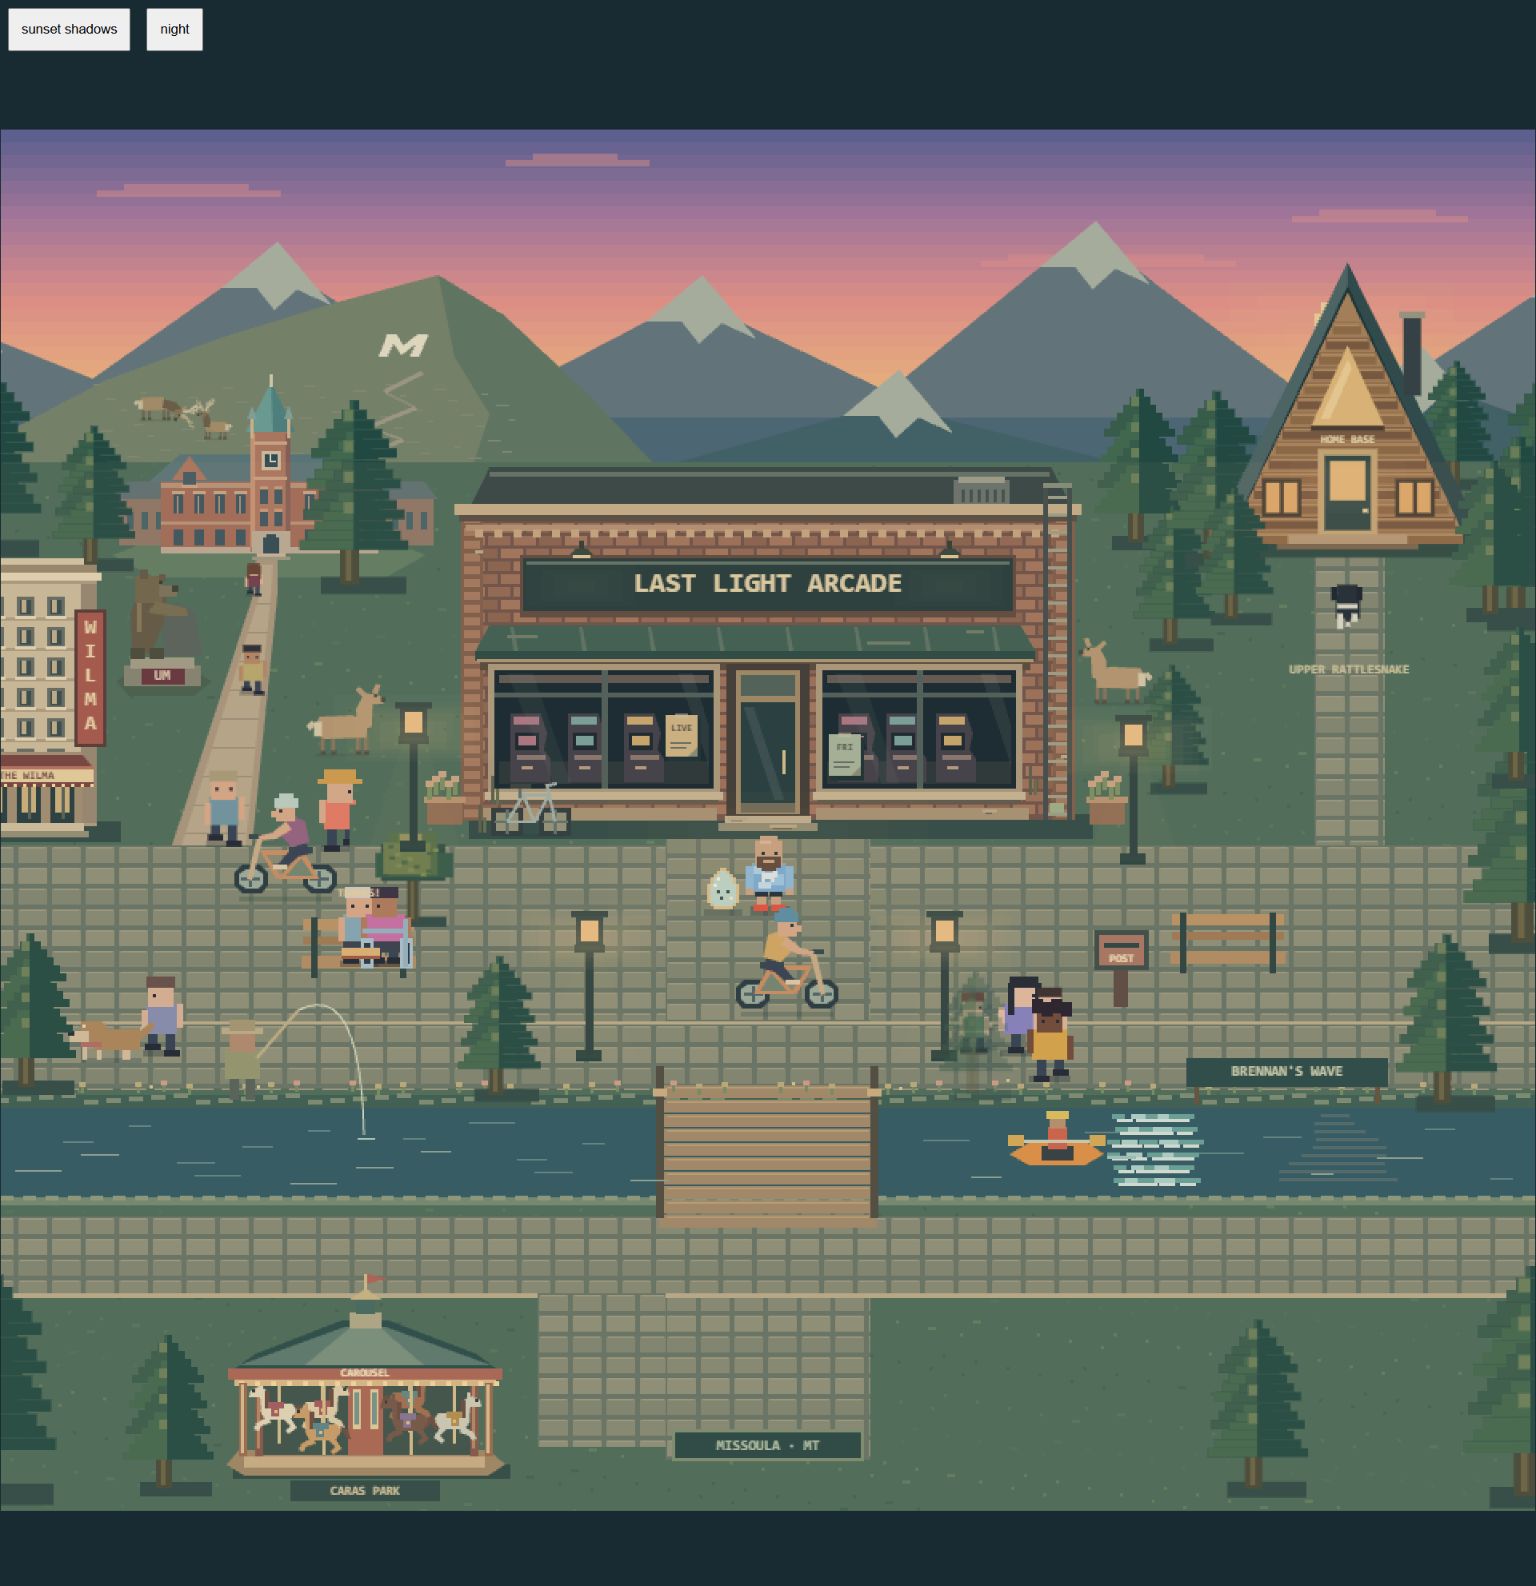 sunset shadows
night
M
HOME BASE
LAST LIGHT ARCADE
WILMA
UM
UPPER RATTLESNAKE
LIVE
FRI
THE WILMA
POST
BRENNAN'S WAVE
CAROUSEL
MISSOULA · MT
CARAS PARK